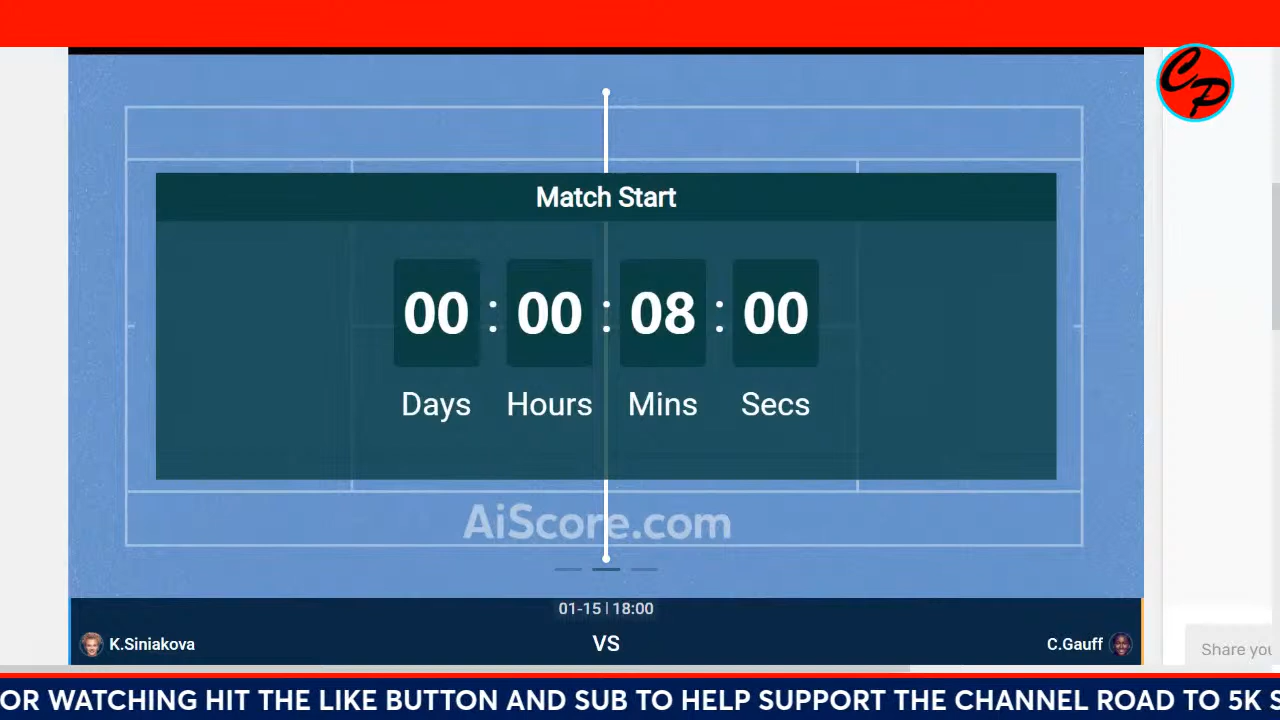 CP
Match Start
00 : 00 : 08 : 00
Days Hours Mins Secs
AiScore.com
01-15 | 18:00
K.Siniakova VS C.Gauff
Share you
OR WATCHING HIT THE LIKE BUTTON AND SUB TO HELP SUPPORT THE CHANNEL ROAD TO 5K S